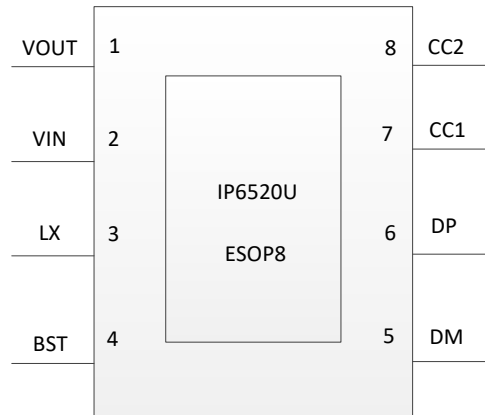 VOUT 1 8 CC2
VIN 2 7 CC1
IP6520U
LX 3 6 DP
ESOP8
BST 4 5 DM